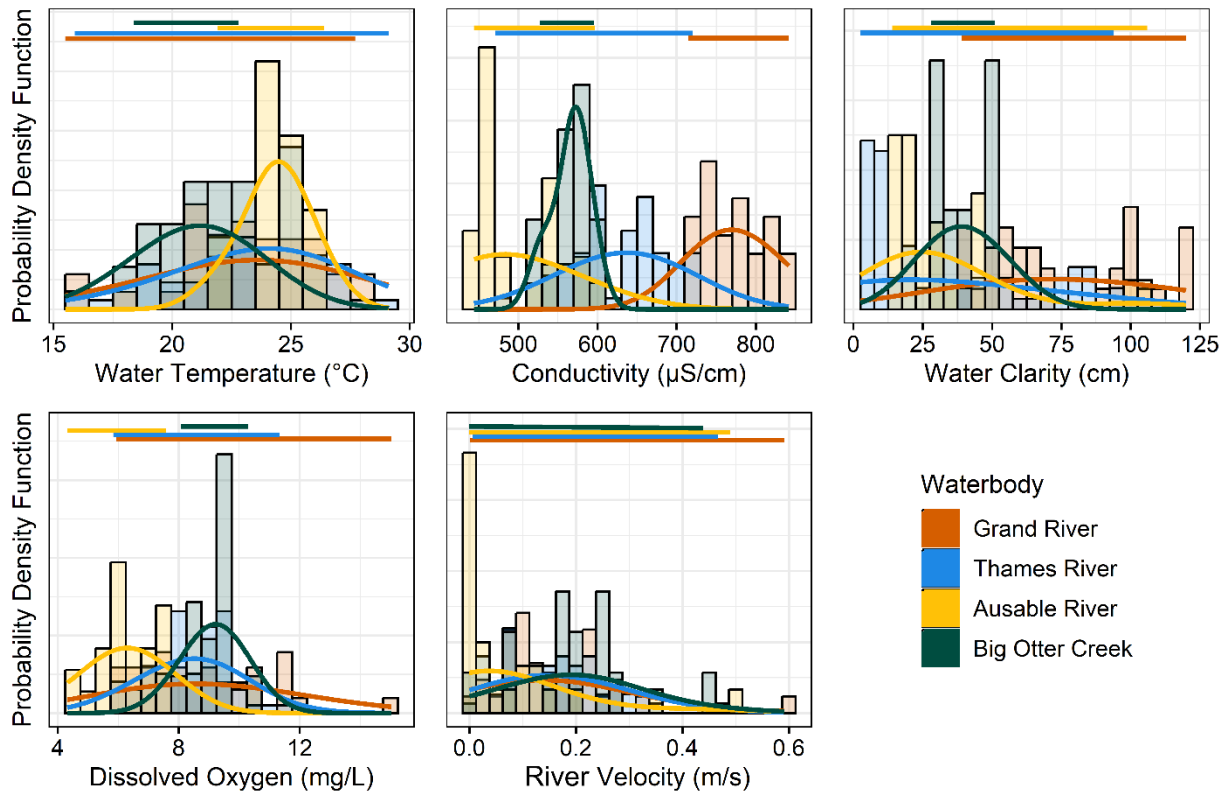 Probability Density Function
15 20 25 30
Water Temperature (°C)
500 600 700 800
Conductivity (µS/cm)
0 25 50 75 100 125
Water Clarity (cm)
Probability Density Function
4 8 12
Dissolved Oxygen (mg/L)
0.0 0.2 0.4 0.6
River Velocity (m/s)
Waterbody
Grand River
Thames River
Ausable River
Big Otter Creek